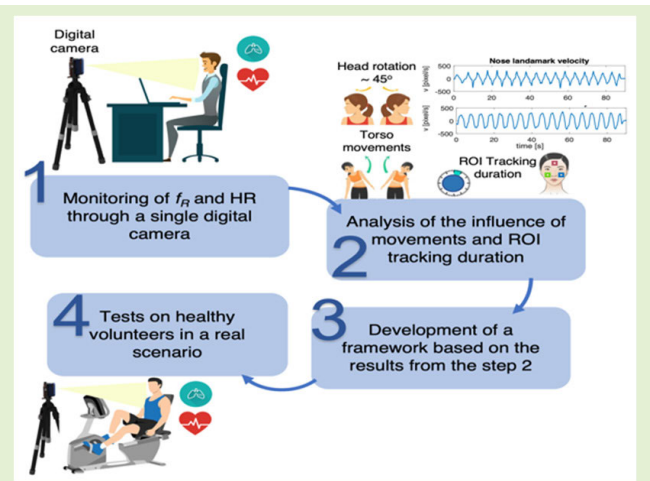 Digital
camera
Head rotation
~ 45°
Torso
movements
Nose landmark velocity
v [pixel/s]
500
0
-500
0 20 40 60 80
v [pixel/s]
500
0
-500
0 20 40 60 80
time [s]
ROI Tracking
duration
1
Monitoring of fR and HR
through a single digital
camera
2
Analysis of the influence of
movements and ROI
tracking duration
3
Development of a
framework based on the
results from the step 2
4
Tests on healthy
volunteers in a real
scenario